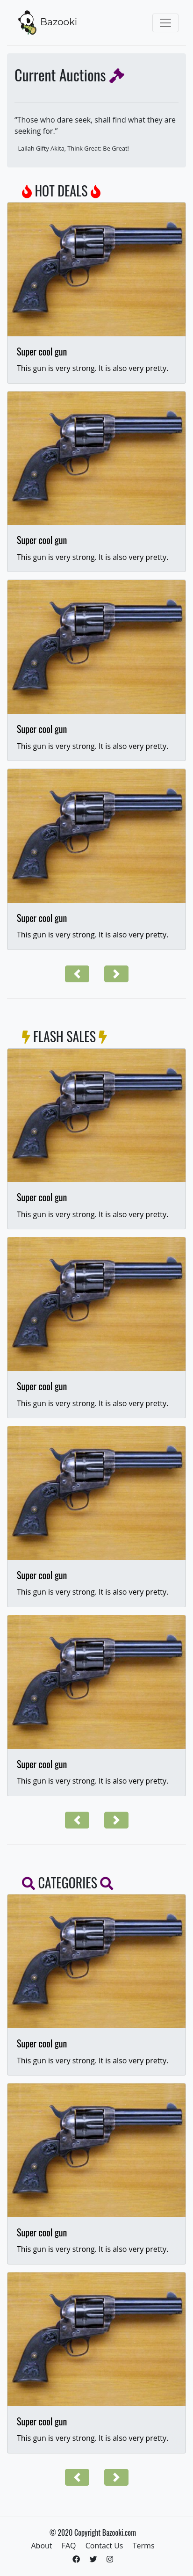 Bazooki
Current Auctions
“Those who dare seek, shall find what they are
seeking for.”
- Lailah Gifty Akita, Think Great: Be Great!
HOT DEALS
Super cool gun
This gun is very strong. It is also very pretty.
Super cool gun
This gun is very strong. It is also very pretty.
Super cool gun
This gun is very strong. It is also very pretty.
Super cool gun
This gun is very strong. It is also very pretty.
FLASH SALES
Super cool gun
This gun is very strong. It is also very pretty.
Super cool gun
This gun is very strong. It is also very pretty.
Super cool gun
This gun is very strong. It is also very pretty.
Super cool gun
This gun is very strong. It is also very pretty.
CATEGORIES
Super cool gun
This gun is very strong. It is also very pretty.
Super cool gun
This gun is very strong. It is also very pretty.
Super cool gun
This gun is very strong. It is also very pretty.
© 2020 Copyright Bazooki.com
About FAQ Contact Us Terms